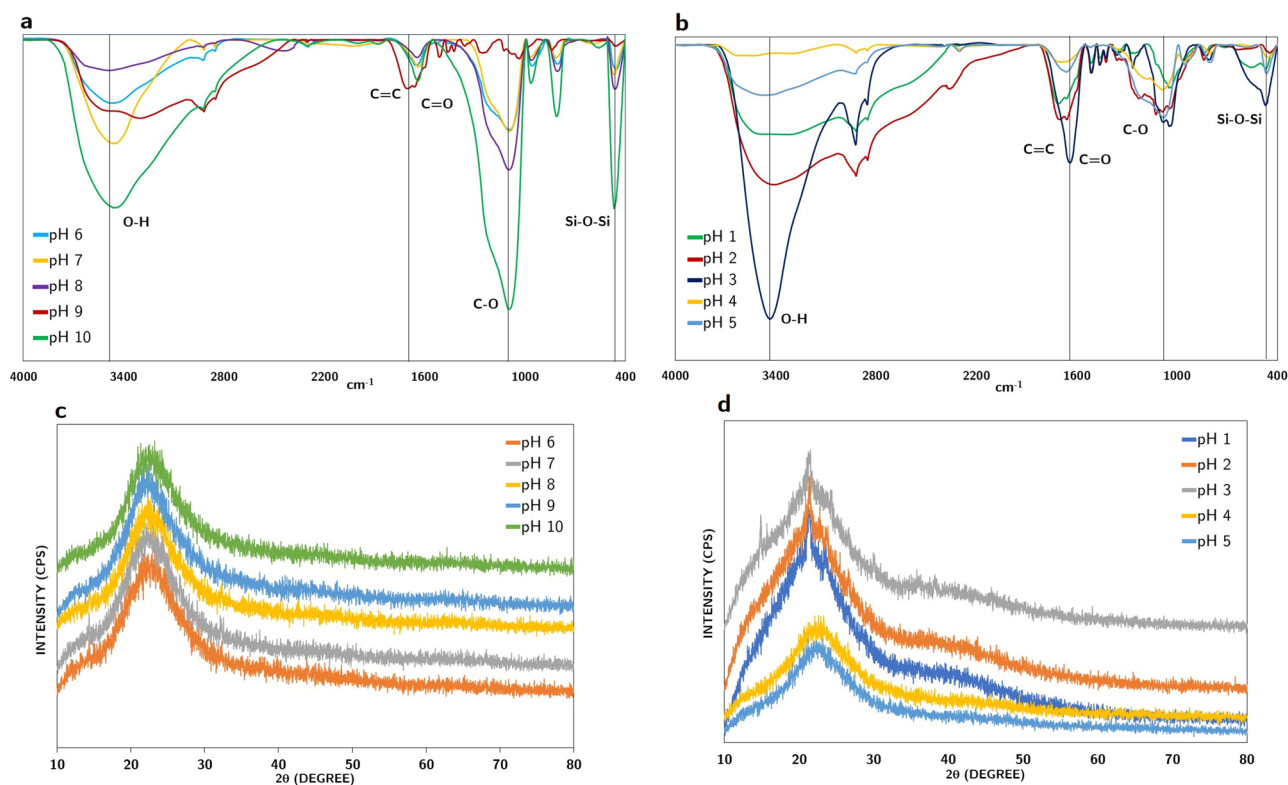 a
C=C
C=O
O-H
Si-O-Si
C-O
pH 6
pH 7
pH 8
pH 9
pH 10
4000 3400 2800 2200 1600 1000 400
cm-1
b
C=C
C=O
C-O
Si-O-Si
O-H
pH 1
pH 2
pH 3
pH 4
pH 5
4000 3400 2800 2200 1600 1000 400
cm-1
c
INTENSITY (CPS)
pH 6
pH 7
pH 8
pH 9
pH 10
10 20 30 40 50 60 70 80
2θ (DEGREE)
d
INTENSITY (CPS)
pH 1
pH 2
pH 3
pH 4
pH 5
10 20 30 40 50 60 70 80
2θ (DEGREE)